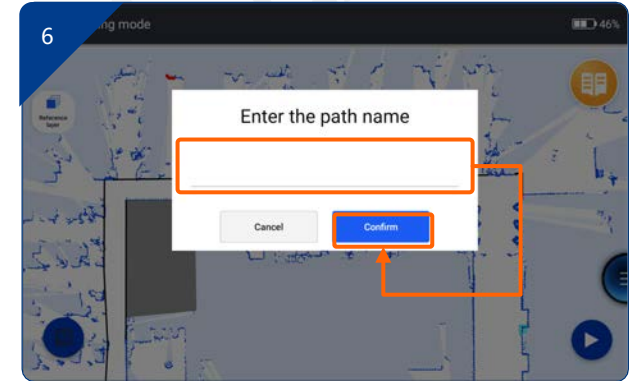 6
ng mode
46%
Reference
layer
Enter the path name
Cancel
Confirm